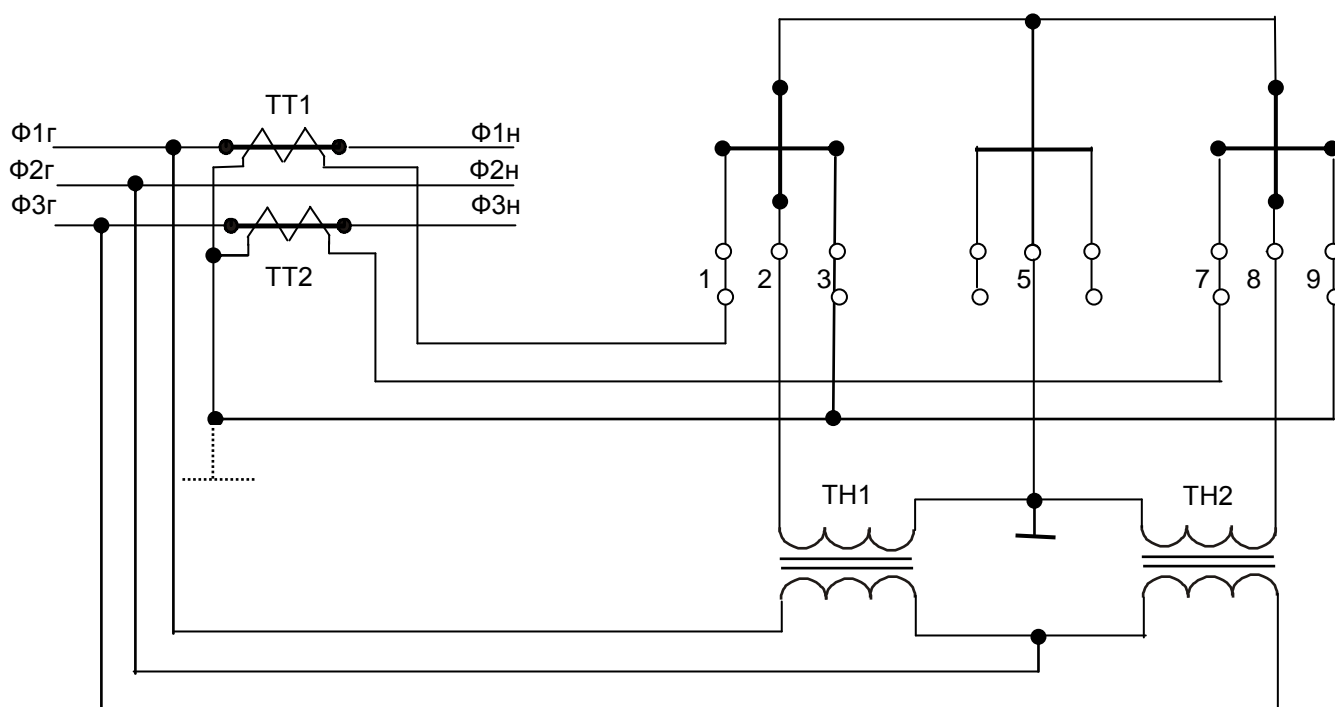 ТТ1
Ф1г Ф1н
Ф2г Ф2н
Ф3г Ф3н
ТТ2
1 2 3 5 7 8 9
ТН1 ТН2